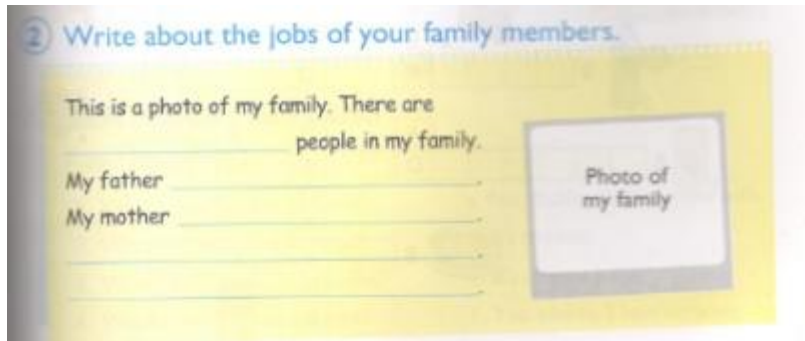 2 Write about the jobs of your family members.
This is a photo of my family. There are
people in my family.
My father .
My mother .
.
.
Photo of
my family